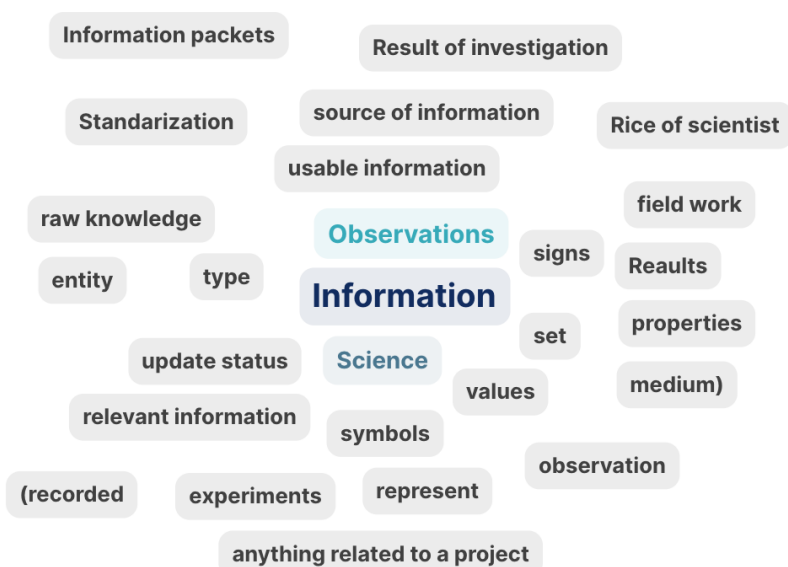 Information packets
Result of investigation
Standarization
source of information
Rice of scientist
usable information
raw knowledge
field work
Observations
signs
Reaults
entity
type
Information
set
properties
update status
Science
values
medium)
relevant information
symbols
observation
(recorded
experiments
represent
anything related to a project